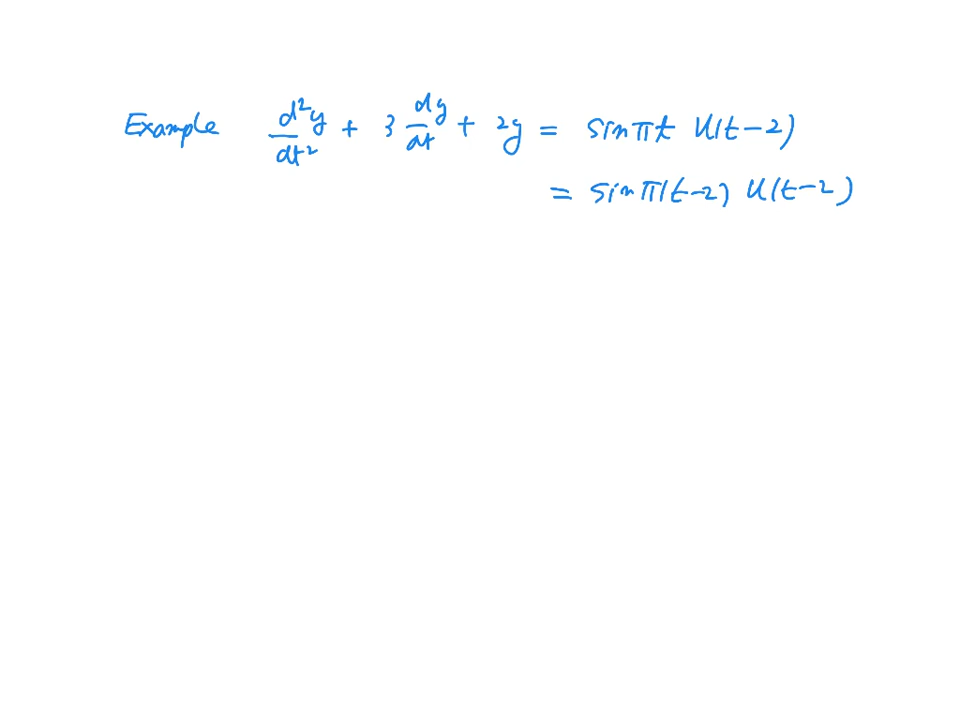 Example d²y/dt² + 3 dy/dt + 2y = sin πt U(t-2)
= sin π(t-2) U(t-2)